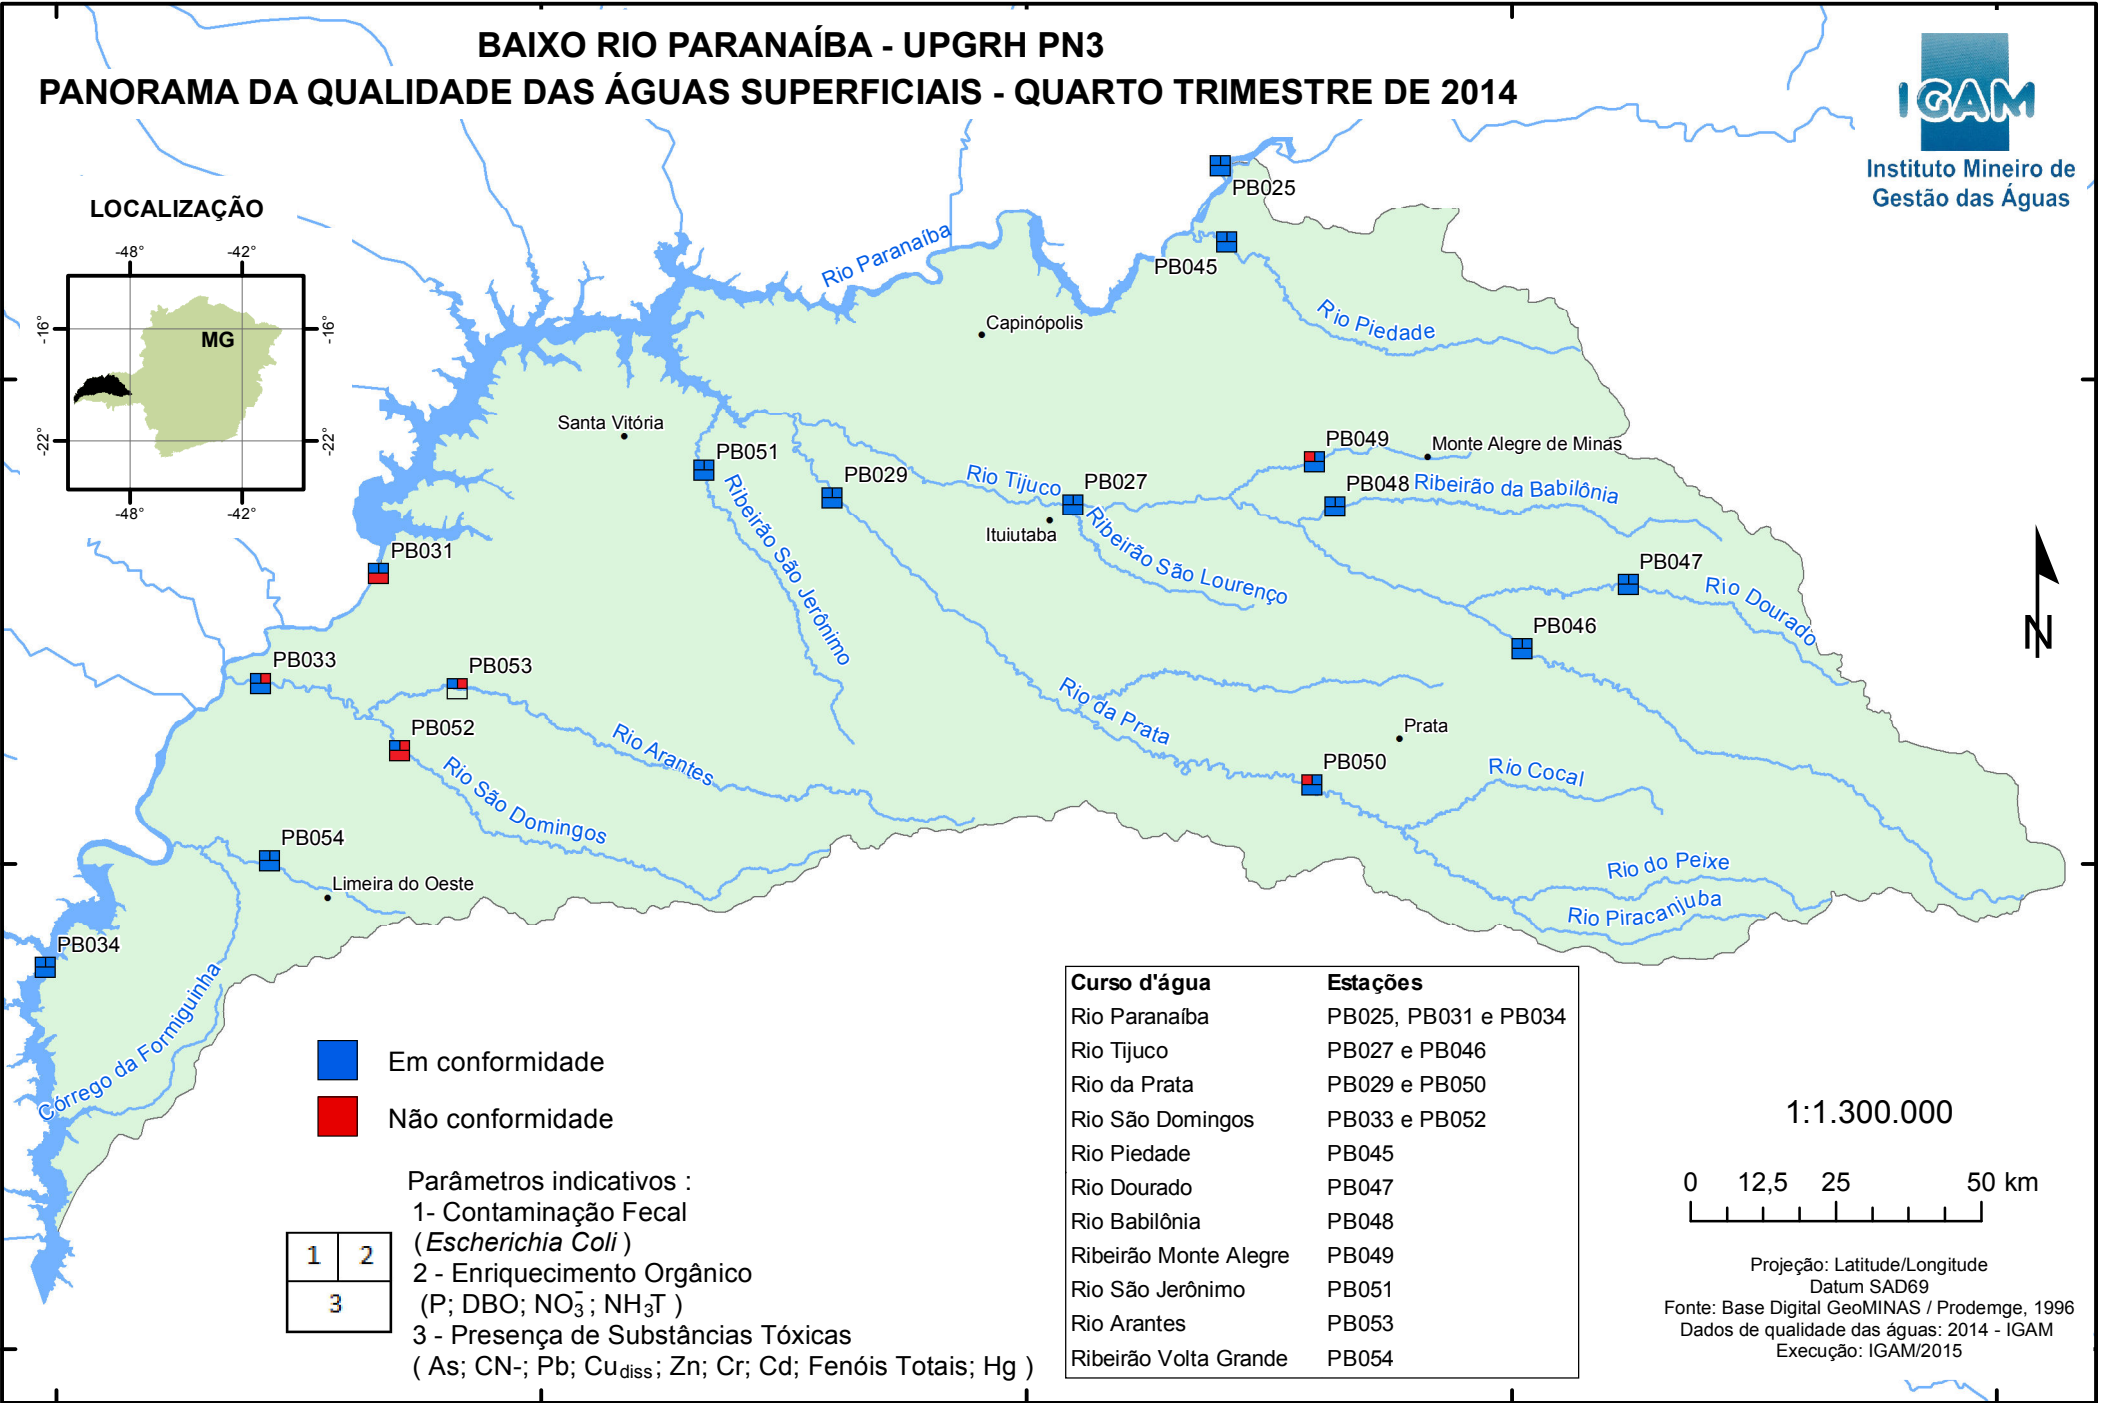 BAIXO RIO PARANAÍBA - UPGRH PN3
PANORAMA DA QUALIDADE DAS ÁGUAS SUPERFICIAIS - QUARTO TRIMESTRE DE 2014
IGAM
Instituto Mineiro de
Gestão das Águas
LOCALIZAÇÃO
-48°
-42°
-16°
-16°
MG
-22°
-22°
-48°
-42°
PB025
Rio Paranaíba
PB045
Rio Piedade
Capinópolis
Santa Vitória
PB051
PB029
Rio Tijuco
PB027
PB049
Monte Alegre de Minas
PB048
Ribeirão da Babilônia
Ituiutaba
Ribeirão São Lourenço
Ribeirão São Jerônimo
PB031
PB047
Rio Dourado
PB046
PB033
PB053
PB052
Rio Arantes
Rio da Prata
Prata
Rio São Domingos
PB050
Rio Cocal
PB054
Limeira do Oeste
Rio do Peixe
Rio Piracanjuba
PB034
Córrego da Formiguinha
N
Em conformidade
Não conformidade
Parâmetros indicativos :
1- Contaminação Fecal
(Escherichia Coli )
2 - Enriquecimento Orgânico
(P; DBO; NO₃⁻; NH₃T )
3 - Presença de Substâncias Tóxicas
( As; CN-; Pb; Cudiss; Zn; Cr; Cd; Fenóis Totais; Hg )
1 2
3
Curso d'água Estações
Rio Paranaíba PB025, PB031 e PB034
Rio Tijuco PB027 e PB046
Rio da Prata PB029 e PB050
Rio São Domingos PB033 e PB052
Rio Piedade PB045
Rio Dourado PB047
Rio Babilônia PB048
Ribeirão Monte Alegre PB049
Rio São Jerônimo PB051
Rio Arantes PB053
Ribeirão Volta Grande PB054
1:1.300.000
0 12,5 25 50 km
Projeção: Latitude/Longitude
Datum SAD69
Fonte: Base Digital GeoMINAS / Prodemge, 1996
Dados de qualidade das águas: 2014 - IGAM
Execução: IGAM/2015